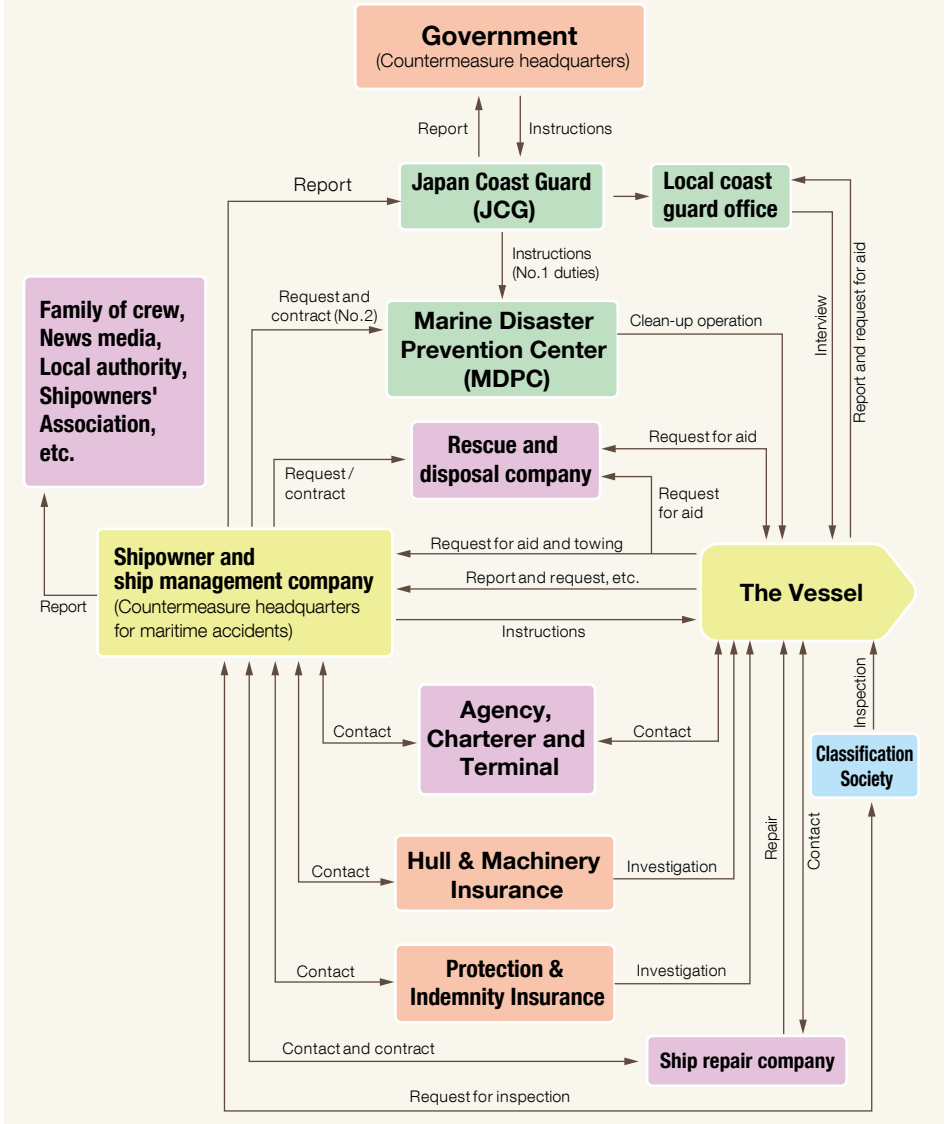 Government
(Countermeasure headquarters)
Report
Instructions
Report
Japan Coast Guard
(JCG)
Local coast
guard office
Instructions
(No.1 duties)
Report and request for aid
Interview
Family of crew,
News media,
Local authority,
Shipowners'
Association,
etc.
Request and
contract (No.2)
Marine Disaster
Prevention Center
(MDPC)
Clean-up operation
Rescue and
disposal company
Request for aid
Request /
contract
Request
for aid
Shipowner and
ship management company
(Countermeasure headquarters
for maritime accidents)
Report
Request for aid and towing
Report and request, etc.
Instructions
The Vessel
Contact
Agency,
Charterer and
Terminal
Contact
Inspection
Classification
Society
Repair
Contact
Contact
Hull & Machinery
Insurance
Investigation
Contact
Protection &
Indemnity Insurance
Investigation
Contact and contract
Ship repair company
Request for inspection